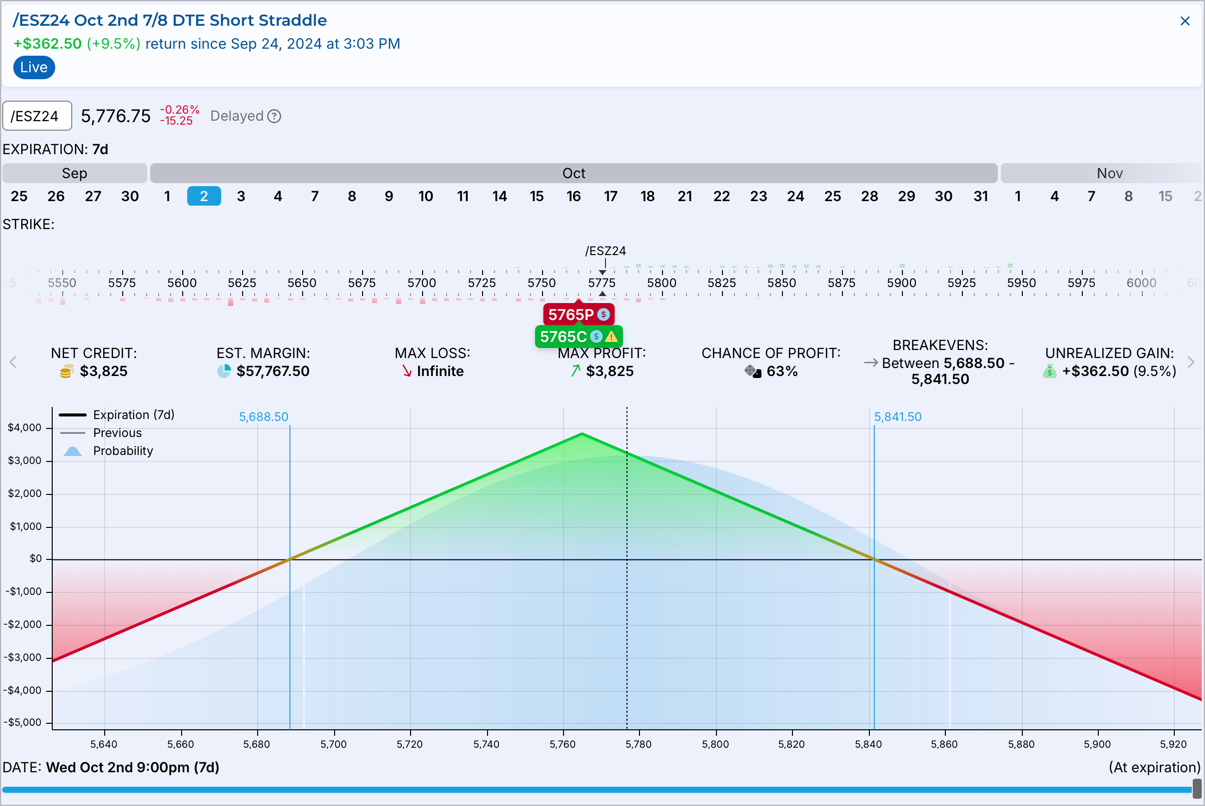 /ESZ24 Oct 2nd 7/8 DTE Short Straddle
+$362.50 (+9.5%) return since Sep 24, 2024 at 3:03 PM
Live
/ESZ24 5,776.75 -0.26% -15.25 Delayed ?
EXPIRATION: 7d
Sep Oct Nov
25 26 27 30 1 2 3 4 7 8 9 10 11 14 15 16 17 18 21 22 23 24 25 28 29 30 31 1 4 7 8 15 2
STRIKE:
/ESZ24
25 5550 5575 5600 5625 5650 5675 5700 5725 5750 5775 5800 5825 5850 5875 5900 5925 5950 5975 6000 60
5765P $
5765C $
NET CREDIT: EST. MARGIN: MAX LOSS: MAX PROFIT: CHANCE OF PROFIT: BREAKEVENS: UNREALIZED GAIN:
$3,825 $57,767.50 Infinite $3,825 63% Between 5,688.50 - +$362.50 (9.5%)
5,841.50
Expiration (7d)
Previous
Probability
5,688.50 5,841.50
$4,000
$3,000
$2,000
$1,000
$0
-$1,000
-$2,000
-$3,000
-$4,000
-$5,000
5,640 5,660 5,680 5,700 5,720 5,740 5,760 5,780 5,800 5,820 5,840 5,860 5,880 5,900 5,920
DATE: Wed Oct 2nd 9:00pm (7d) (At expiration)